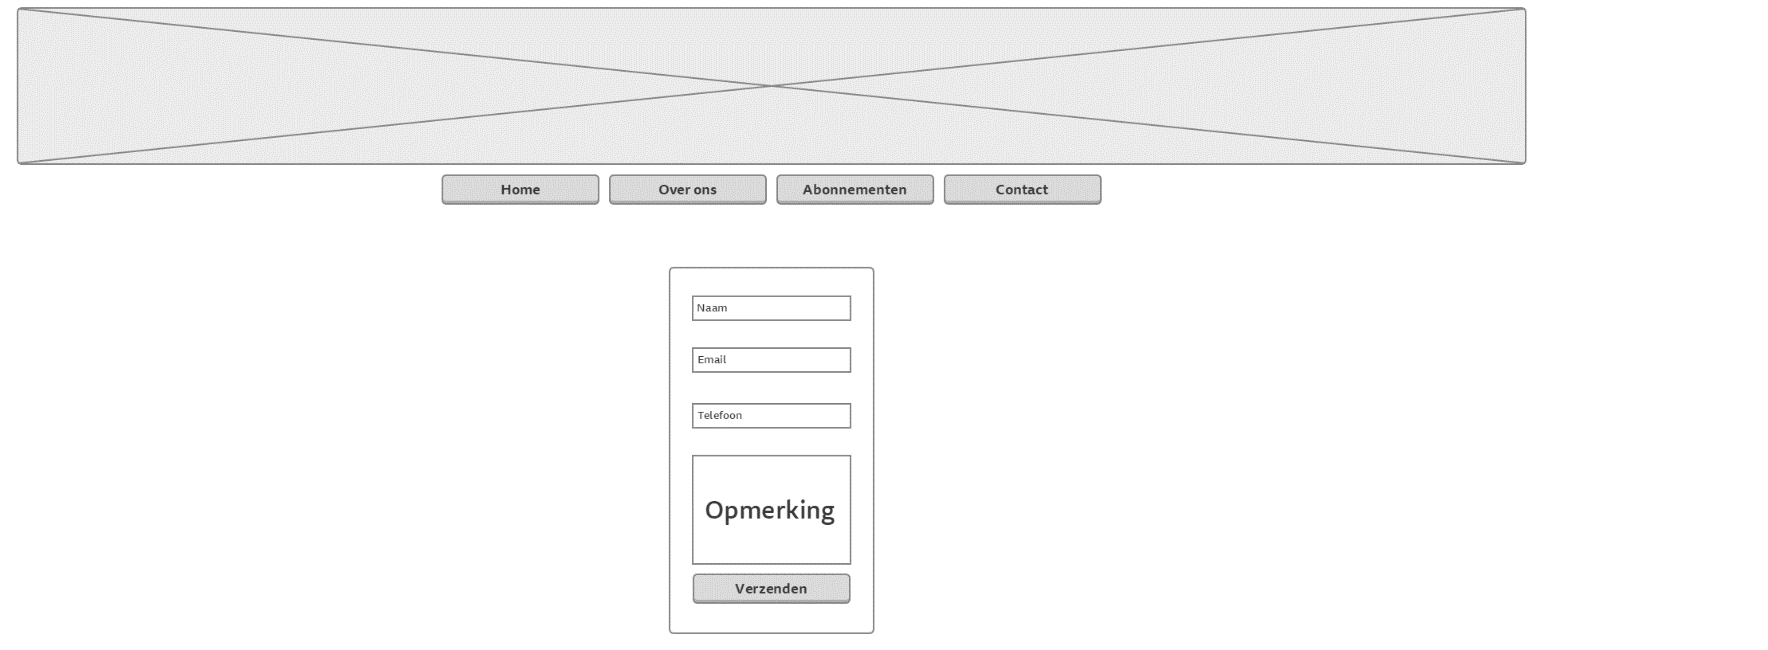 Home Over ons Abonnementen Contact
Naam
Email
Telefoon
Opmerking
Verzenden